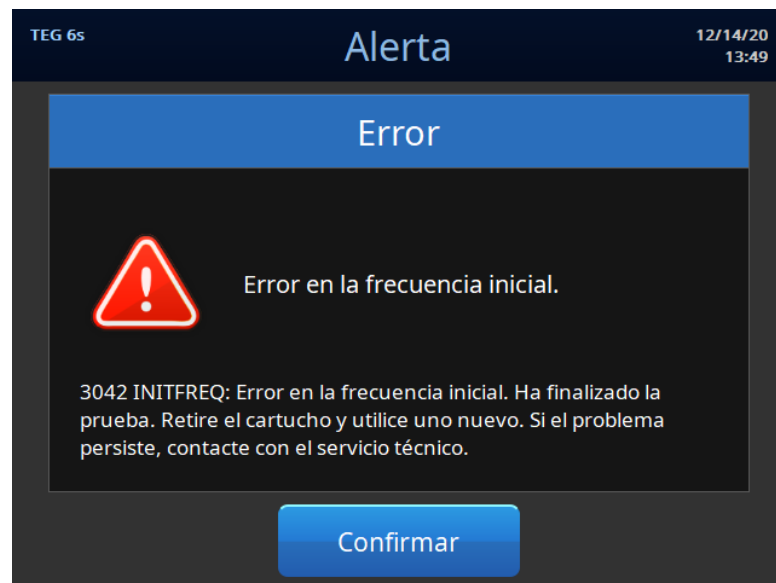 TEG 6s
Alerta
12/14/20
13:49
Error
Error en la frecuencia inicial.
3042 INITFREQ: Error en la frecuencia inicial. Ha finalizado la
prueba. Retire el cartucho y utilice uno nuevo. Si el problema
persiste, contacte con el servicio técnico.
Confirmar